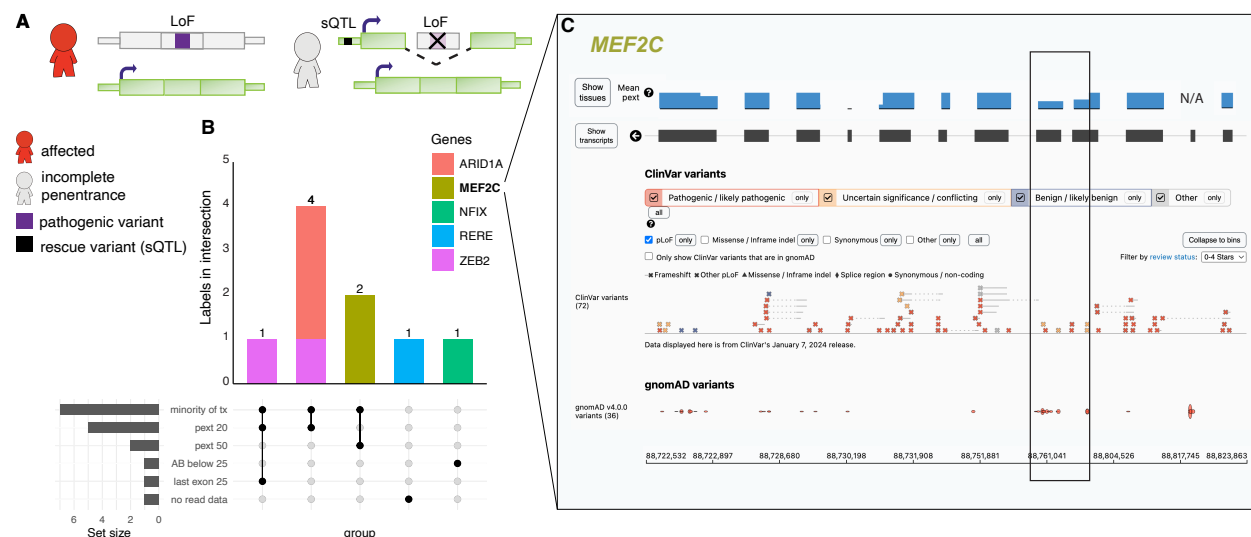 A
LoF
sQTL
LoF
affected
incomplete
penentrance
pathogenic variant
rescue variant (sQTL)
B
Labels in intersection
5
4
3
2
1
0
1
4
2
1
1
Genes
ARID1A
MEF2C
NFIX
RERE
ZEB2
minority of tx
pext 20
pext 50
AB below 25
last exon 25
no read data
6
4
2
0
Set size
group
C
MEF2C
Show
tissues
Mean
pext
?
N/A
Show
transcripts
ClinVar variants
Pathogenic / likely pathogenic only
Uncertain significance / conflicting only
Benign / likely benign only
Other only
all
?
pLoF only Missense / Inframe indel only Synonymous only Other only all
Collapse to bins
Only show ClinVar variants that are in gnomAD
Filter by review status: 0-4 Stars
Frameshift Other pLoF Missense / Inframe indel Splice region Synonymous / non-coding
ClinVar variants
(72)
Data displayed here is from ClinVar's January 7, 2024 release.
gnomAD variants
gnomAD v4.0.0
variants (36)
88,722,532 88,722,897 88,728,680 88,730,198 88,731,908 88,751,881 88,761,041 88,804,526 88,817,745 88,823,863